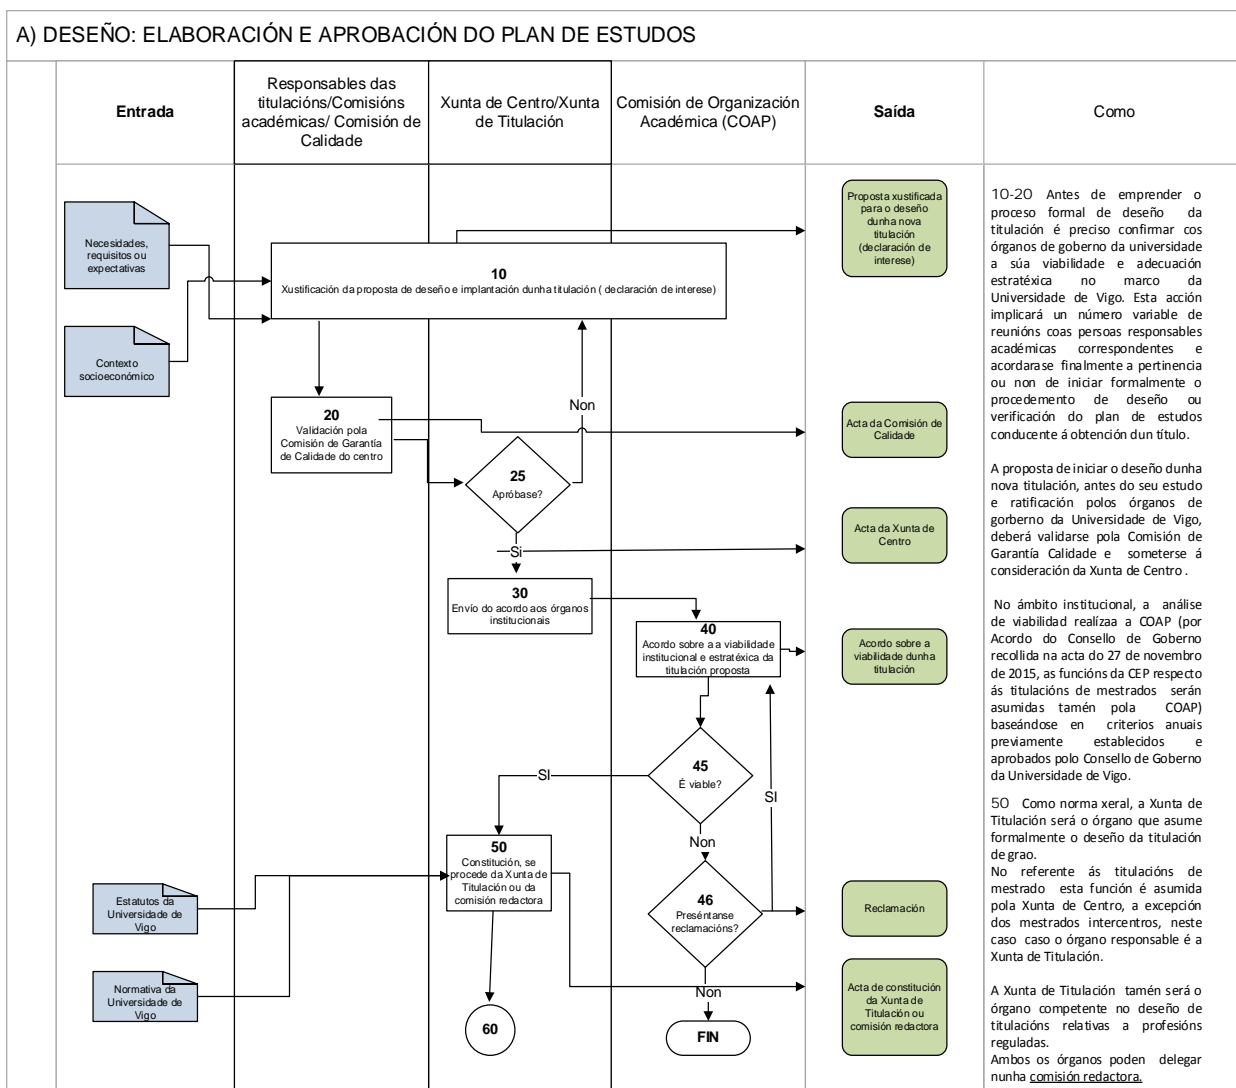 A) DESEÑO: ELABORACIÓN E APROBACIÓN DO PLAN DE ESTUDOS
Entrada
Responsables das
titulacións/Comisións
académicas/ Comisión de
Calidade
Xunta de Centro/Xunta
de Titulación
Comisión de Organización
Académica (COAP)
Saída
Como
Necesidades,
requisitos ou
expectativas
Contexto
socioeconómico
10
Xustificación da proposta de deseño e implantación dunha titulación ( declaración de interese)
Proposta xustificada
para o deseño
dunha nova
titulación
(declaración de
interese)
20
Validación pola
Comisión de Garantía
de Calidade do centro
Non
25
Apróbase?
Acta da Comisión de
Calidade
Si
Acta da Xunta de
Centro
30
Envío do acordo aos órganos
institucionais
40
Acordo sobre a a viabilidade
institucional e estratéxica da
titulación proposta
Acordo sobre a
viabilidade dunha
titulación
45
É viable?
SI
SI
Non
50
Constitución, se
procede da Xunta de
Titulación ou da
comisión redactora
46
Preséntanse
reclamacións?
Reclamación
Estatutos da
Universidade de
Vigo
Normativa da
Universidade de
Vigo
Non
Acta de constitución
da Xunta de
Titulación ou
comisión redactora
60
FIN
10-20 Antes de emprender o
proceso formal de deseño da
titulación é preciso confirmar cos
órganos de goberno da universidade
a súa viabilidade e adecuación
estratéxica no marco da
Universidade de Vigo. Esta acción
implicará un número variable de
reunións coas persoas responsables
académicas correspondentes e
acordarase finalmente a pertinencia
ou non de iniciar formalmente o
procedemento de deseño ou
verificación do plan de estudos
conducente á obtención dun título.
A proposta de iniciar o deseño dunha
nova titulación, antes do seu estudo
e ratificación polos órganos de
gorberno da Universidade de Vigo,
deberá validarse pola Comisión de
Garantía Calidade e someterse á
consideración da Xunta de Centro .
No ámbito institucional, a análise
de viabilidad realízaa a COAP (por
Acordo do Consello de Goberno
recollida na acta do 27 de novembro
de 2015, as funcións da CEP respecto
ás titulacións de mestrados serán
asumidas tamén pola COAP)
baseándose en criterios anuais
previamente establecidos e
aprobados polo Consello de Goberno
da Universidade de Vigo.
50 Como norma xeral, a Xunta de
Titulación será o órgano que asume
formalmente o deseño da titulación
de grao.
No referente ás titulacións de
mestrado esta función é asumida
pola Xunta de Centro, a excepción
dos mestrados intercentros, neste
caso caso o órgano responsable é a
Xunta de Titulación.
A Xunta de Titulación tamén será o
órgano competente no deseño de
titulacións relativas a profesións
reguladas.
Ambos os órganos poden delegar
nunha comisión redactora.